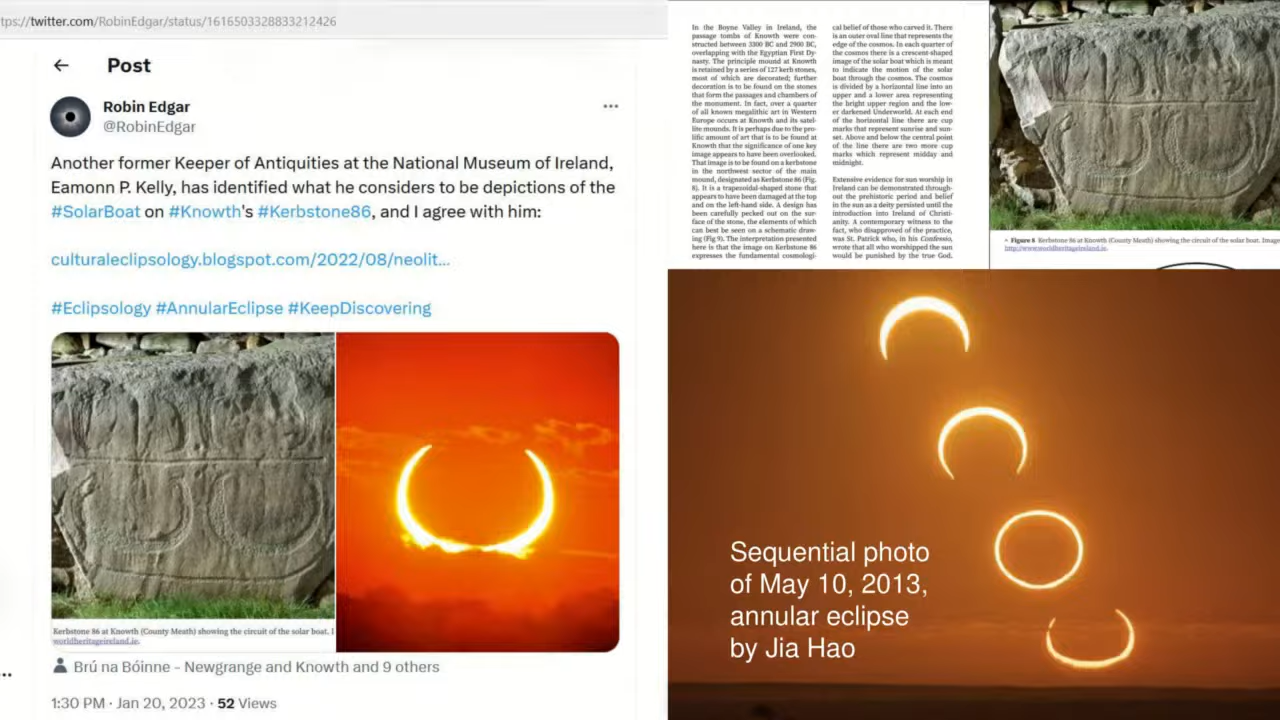 tps://twitter.com/RobinEdgar/status/1616503328833212426
Post
Robin Edgar
@RobinEdgar
Another former Keeper of Antiquities at the National Museum of Ireland,
Eamonn P. Kelly, has identified what he considers to be depictions of the
#SolarBoat on #Knowth's #Kerbstone86, and I agree with him:
culturaleclipsology.blogspot.com/2022/08/neolit...
#Eclipsology #AnnularEclipse #KeepDiscovering
Kerbstone 86 at Knowth (County Meath) showing the circuit of the solar boat. I
worldheritageireland.ie.
Brú na Bóinne - Newgrange and Knowth and 9 others
1:30 PM · Jan 20, 2023 · 52 Views
In the Boyne Valley in Ireland, the
passage tombs of Knowth were con-
structed between 3300 BC and 2900 BC,
overlapping with the Egyptian First Dy-
nasty. The principle mound at Knowth
is retained by a series of 127 kerb stones,
most of which are decorated; further
decoration is to be found on the stones
that form the passages and chambers of
the monument. In fact, over a quarter
of all known megalithic art in Western
Europe occurs at Knowth and its satel-
lite mounds. It is perhaps due to the pro-
lific amount of art that is to be found at
Knowth that the significance of one key
image appears to have been overlooked.
That image is to be found on a kerbstone
in the northwest sector of the main
mound, designated as Kerbstone 86 (Fig.
8). It is a trapezoidal-shaped stone that
appears to have been damaged at the top
and on the left-hand side. A design has
been carefully pecked out on the sur-
face of the stone, the elements of which
can best be seen on a schematic draw-
ing (Fig 9). The interpretation presented
here is that the image on Kerbstone 86
expresses the fundamental cosmologi-
cal belief of those who carved it. There
is an outer oval line that represents the
edge of the cosmos. In each quarter of
the cosmos there is a crescent-shaped
image of the solar boat which is meant
to indicate the motion of the solar
boat through the cosmos. The cosmos
is divided by a horizontal line into an
upper and a lower area representing
the bright upper region and the low-
er darkened Underworld. At each end
of the horizontal line there are cup
marks that represent sunrise and sun-
set. Above and below the central point
of the line there are two more cup
marks which represent midday and
midnight.
Extensive evidence for sun worship in
Ireland can be demonstrated through-
out the prehistoric period and belief
in the sun as a deity persisted until the
introduction into Ireland of Christi-
anity. A contemporary witness to the
fact, who disapproved of the practice,
was St. Patrick who, in his Confessio,
wrote that all who worshipped the sun
would be punished by the true God.
Figure 8 Kerbstone 86 at Knowth (County Meath) showing the circuit of the solar boat. Image
http://www.worldheritageireland.ie.
Sequential photo
of May 10, 2013,
annular eclipse
by Jia Hao